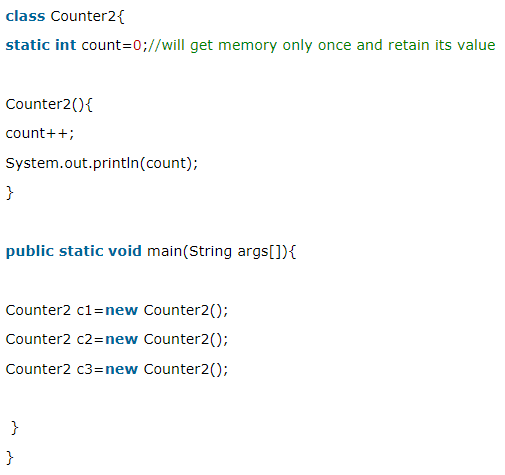 class Counter2{
static int count=0;//will get memory only once and retain its value
Counter2(){
count++;
System.out.println(count);
}
public static void main(String args[]){
Counter2 c1=new Counter2();
Counter2 c2=new Counter2();
Counter2 c3=new Counter2();
}
}